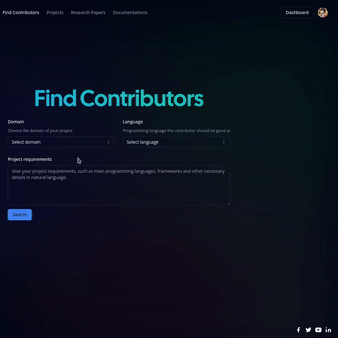 Find Contributors
Projects
Research Papers
Documentations
Dashboard
Find Contributors
Domain
Language
Choose the domain of your project
Programming language the contributor should be good at
Select domain
Select language
Project requirements
Give your project requirements, such as main programming languages, frameworks and other necessary
details in natural language.
Search